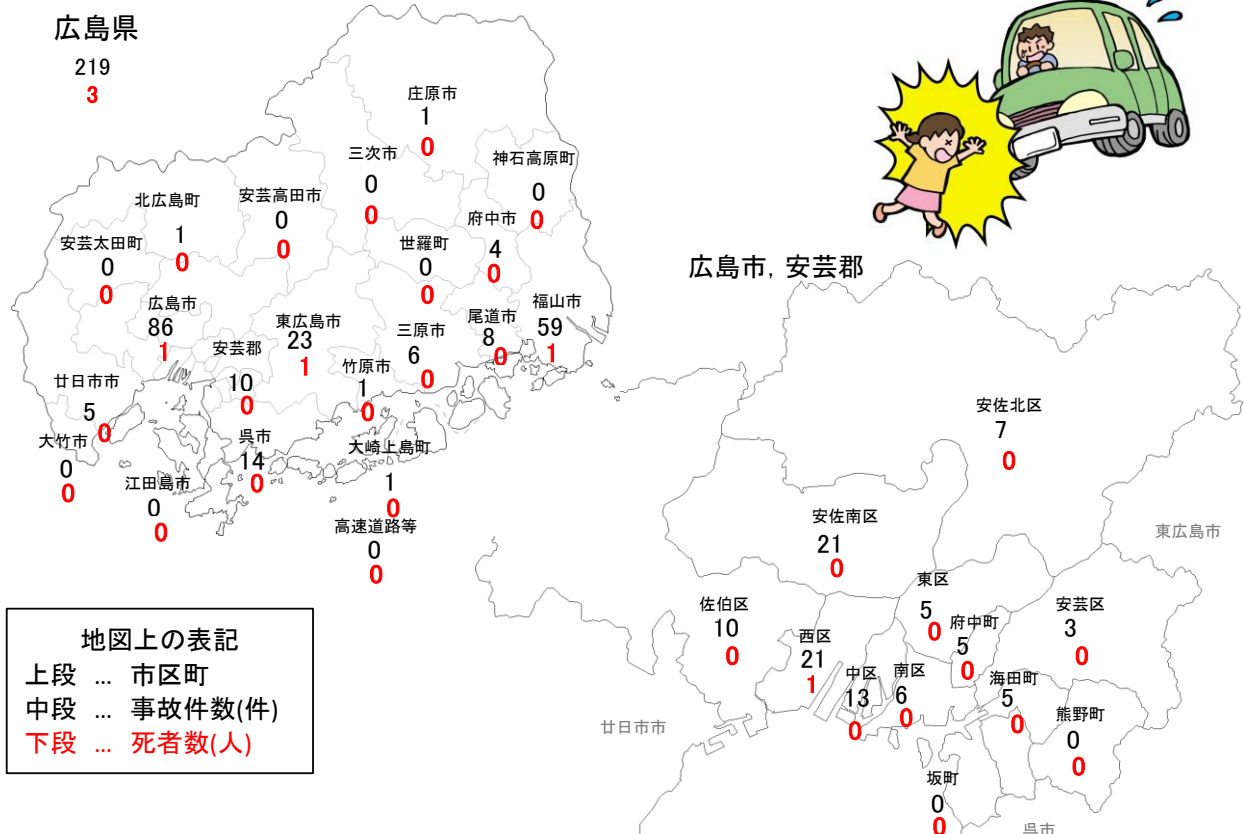 広島県
219
3
庄原市
1
0
三次市
0
0
神石高原町
0
0
北広島町
1
0
安芸高田市
0
0
府中市
4
0
安芸太田町
0
0
世羅町
0
0
広島市
86
1
東広島市
23
1
安芸郡
10
0
三原市
6
0
尾道市
8
0
福山市
59
1
竹原市
1
0
廿日市市
5
0
大竹市
0
0
呉市
14
0
大崎上島町
1
0
江田島市
0
0
高速道路等
0
0
地図上の表記
上段 … 市区町
中段 … 事故件数(件)
下段 … 死者数(人)
広島市, 安芸郡
安佐北区
7
0
安佐南区
21
0
東広島市
東区
5
0
府中町
5
0
安芸区
3
0
佐伯区
10
0
西区
21
1
中区
13
0
南区
6
0
海田町
5
0
熊野町
0
0
廿日市市
坂町
0
0
呉市